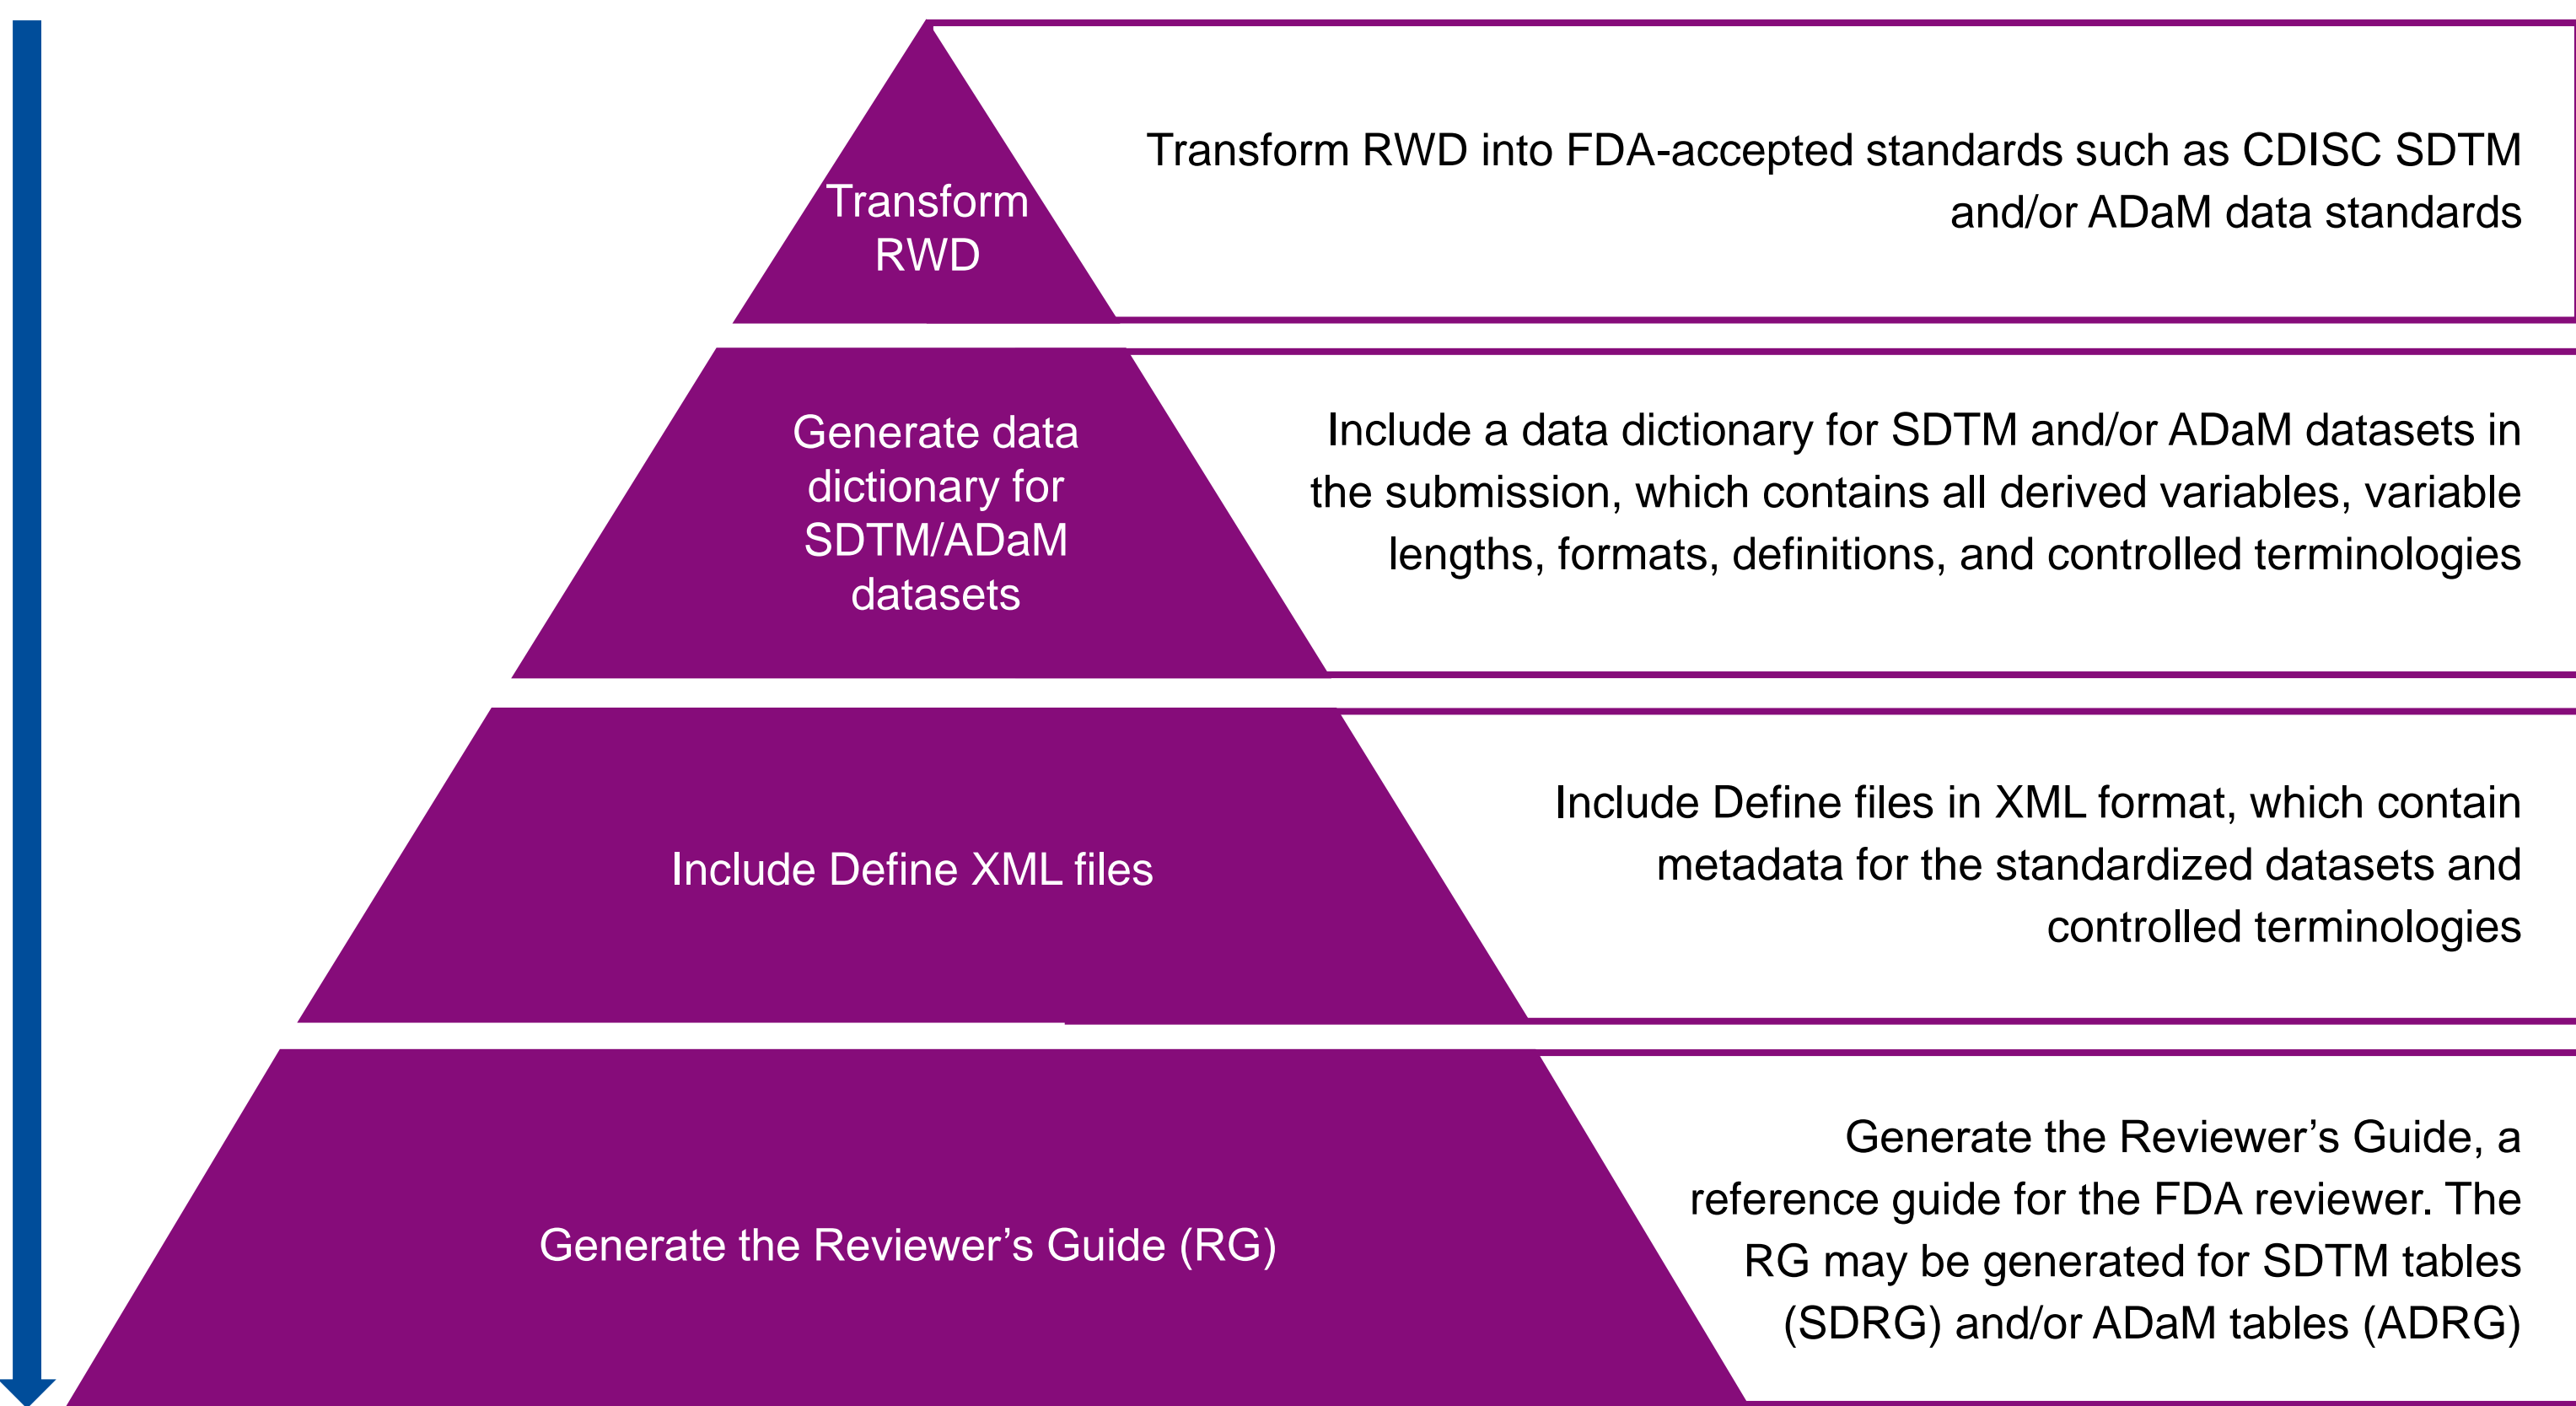 Transform
RWD
Transform RWD into FDA-accepted standards such as CDISC SDTM
and/or ADaM data standards
Generate data
dictionary for
SDTM/ADaM
datasets
Include a data dictionary for SDTM and/or ADaM datasets in
the submission, which contains all derived variables, variable
lengths, formats, definitions, and controlled terminologies
Include Define XML files
Include Define files in XML format, which contain
metadata for the standardized datasets and
controlled terminologies
Generate the Reviewer’s Guide (RG)
Generate the Reviewer’s Guide, a
reference guide for the FDA reviewer. The
RG may be generated for SDTM tables
(SDRG) and/or ADaM tables (ADRG)